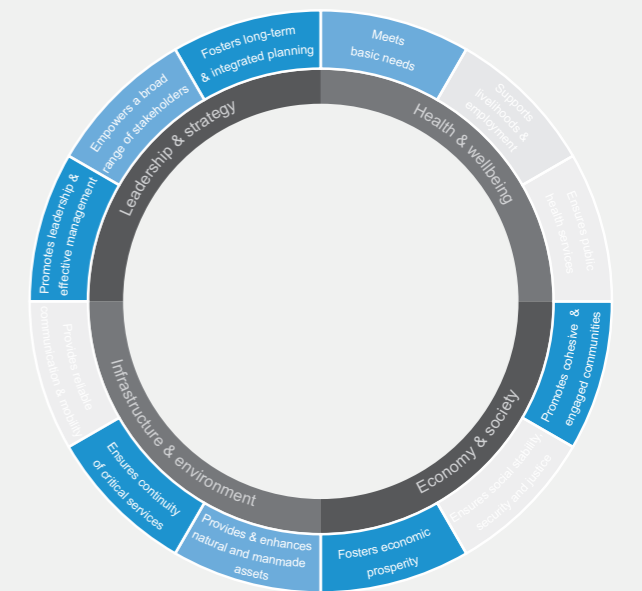 Meets
basic needs
Supports
livelihoods &
employment
Ensures public
health services
Promotes cohesive &
engaged communities
Ensures social stability
security and justice
Fosters economic
prosperity
Provides & enhances
natural and manmade
assets
Ensures continuity
of critical services
Provides reliable
communication & mobility
Promotes leadership &
effective management
Empowers a broad
range of stakeholders
Fosters long-term
& integrated planning
Health & wellbeing
Economy & society
Infrastructure & environment
Leadership & strategy